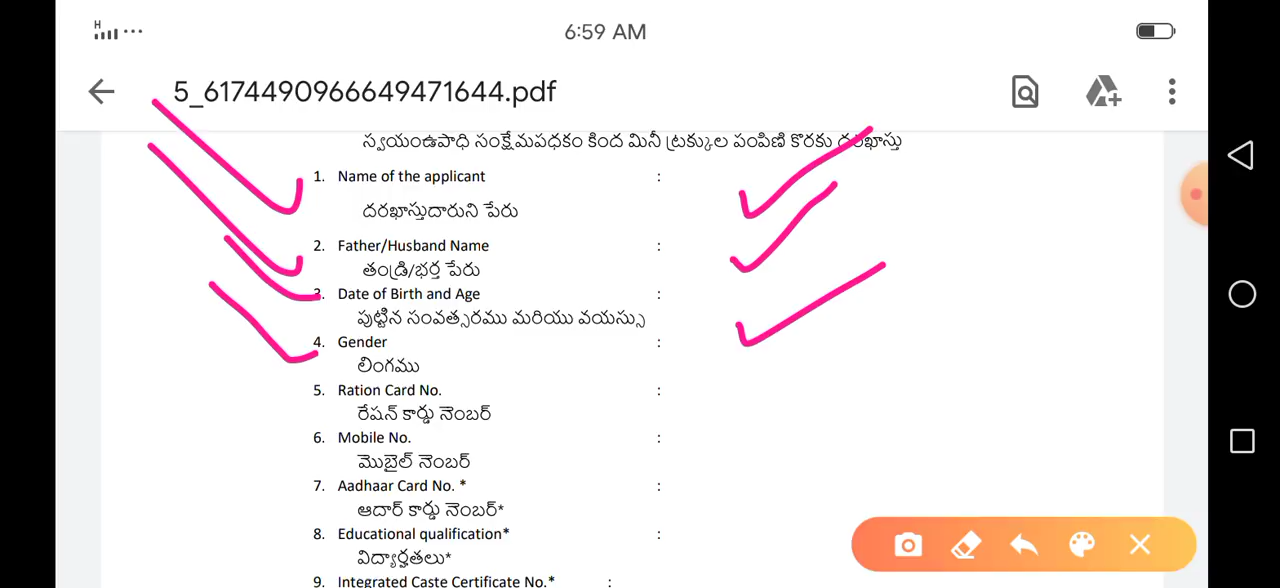 H
6:59 AM
5_6174490966649471644.pdf
స్వయంఉపాధి సంక్షేమపధకం కింద మినీ ట్రక్కుల పంపిణి కొరకు దరఖాస్తు
1. Name of the applicant :
దరఖాస్తుదారుని పేరు
2. Father/Husband Name :
తండ్రి/భర్త పేరు
3. Date of Birth and Age :
పుట్టిన సంవత్సరము మరియు వయస్సు
4. Gender :
లింగము
5. Ration Card No. :
రేషన్ కార్డు నెంబర్
6. Mobile No. :
మొబైల్ నెంబర్
7. Aadhaar Card No. * :
ఆదార్ కార్డు నెంబర్*
8. Educational qualification* :
విద్యార్హతలు*
9. Integrated Caste Certificate No.* :